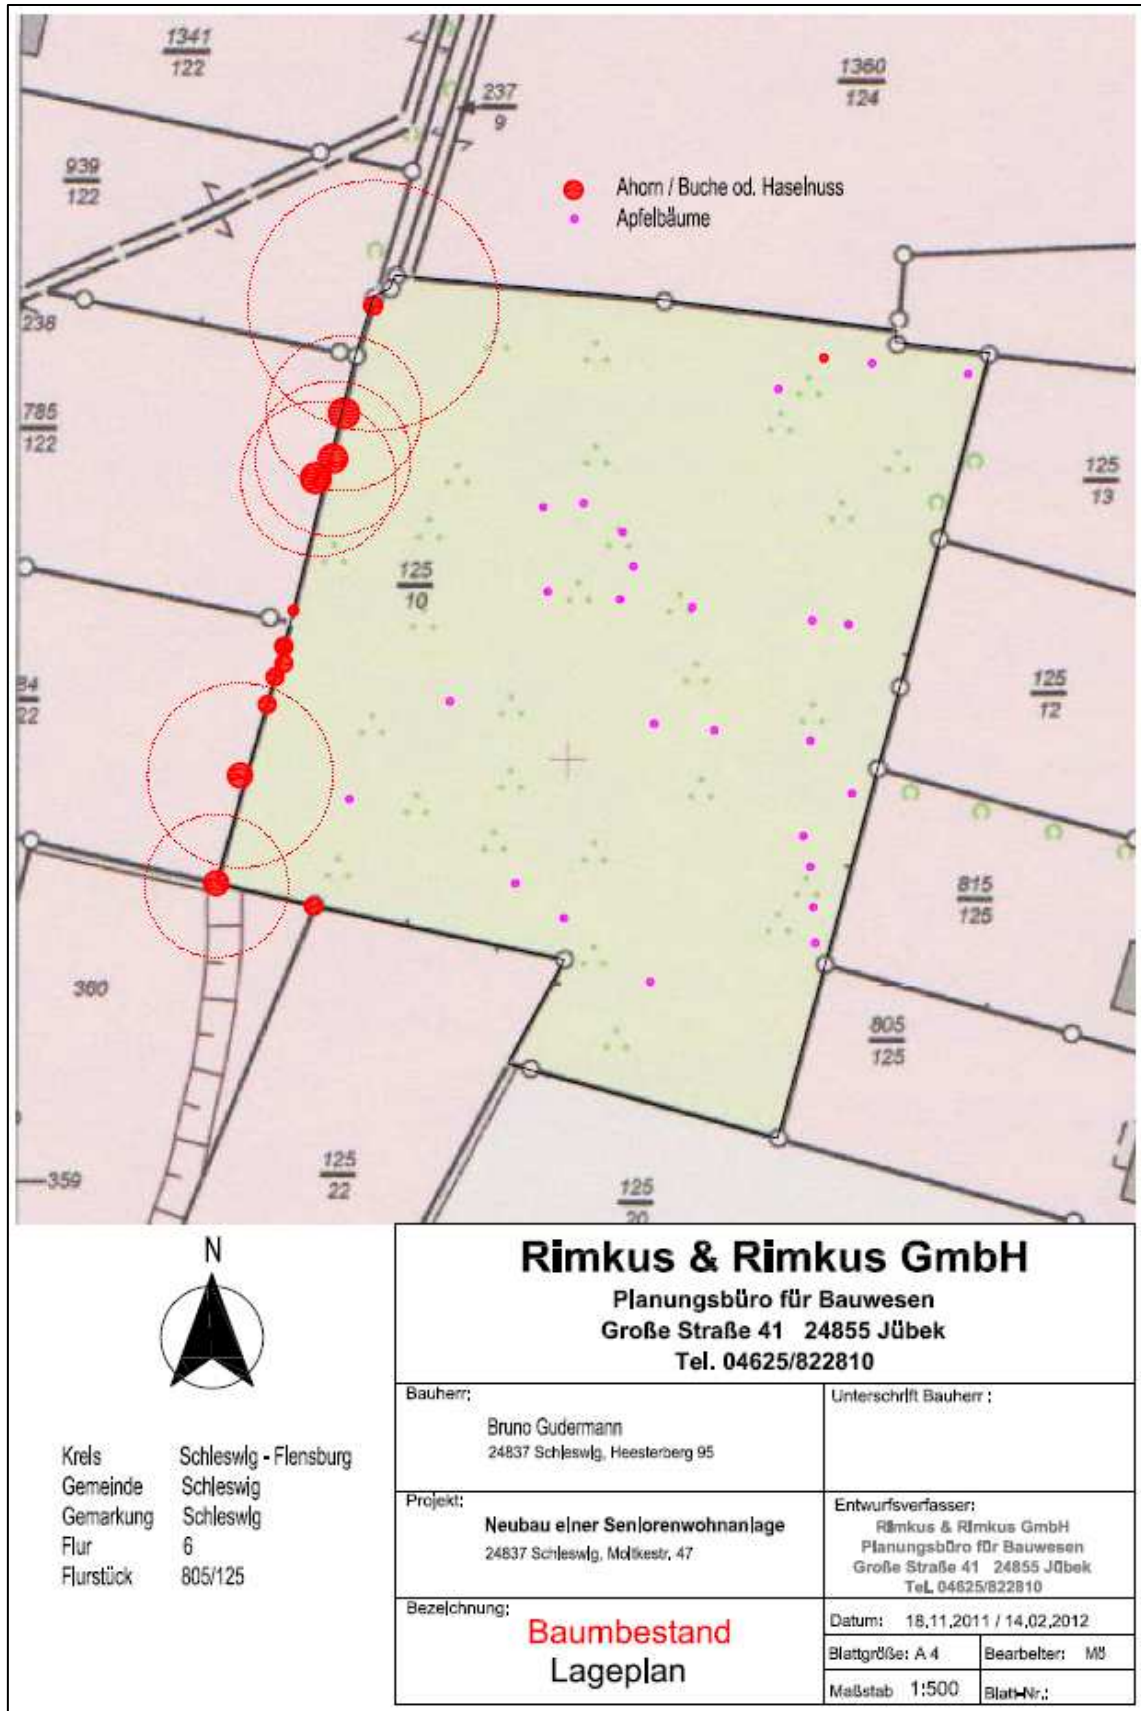 1341
122
237
9
1360
124
939
122
Ahorn / Buche od. Haselnuss
Apfelbäume
238
785
122
125
13
125
10
84
22
125
12
815
125
360
805
125
359
125
22
125
20
N
Kreis Schleswig - Flensburg
Gemeinde Schleswig
Gemarkung Schleswig
Flur 6
Flurstück 805/125
Rimkus & Rimkus GmbH
Planungsbüro für Bauwesen
Große Straße 41 24855 Jübek
Tel. 04625/822810
Bauherr:
Bruno Gudermann
24837 Schleswig, Heesterberg 95
Unterschrift Bauherr :
Projekt:
Neubau einer Seniorenwohnanlage
24837 Schleswig, Moltkestr. 47
Entwurfsverfasser:
Rimkus & Rimkus GmbH
Planungsbüro für Bauwesen
Große Straße 41 24855 Jübek
Tel. 04625/822810
Bezeichnung:
Baumbestand
Lageplan
Datum: 18.11.2011 / 14.02.2012
Blattgröße: A 4 Bearbeiter: Mö
Maßstab 1:500 Blatt-Nr.: